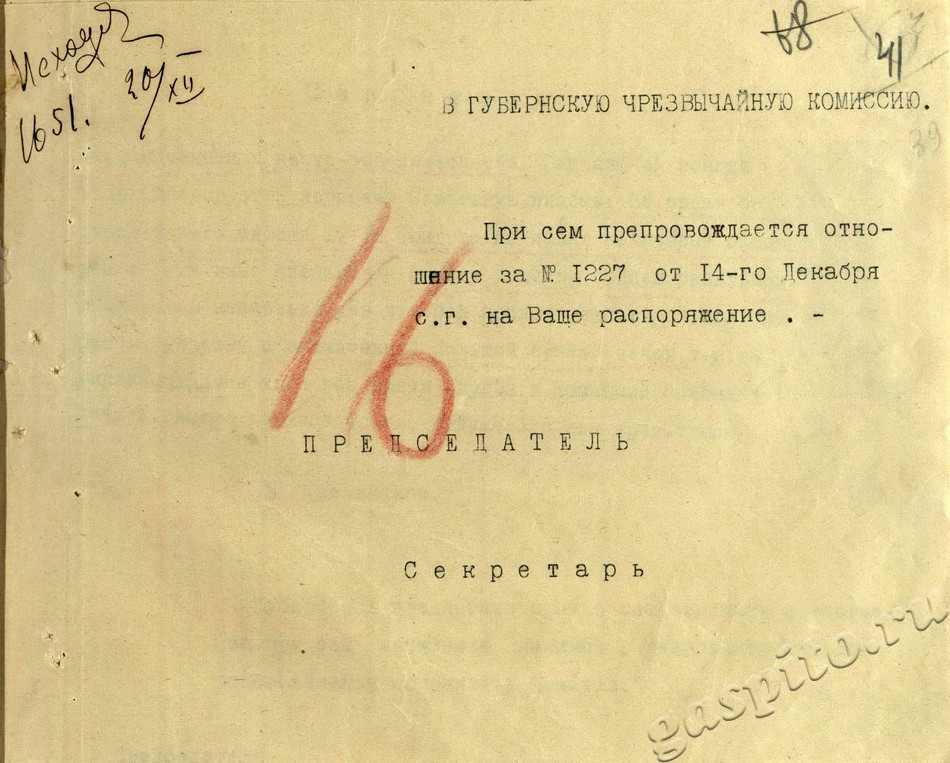 Исходящ
1651. 20/XII
68
41
39
В ГУБЕРНСКУЮ ЧРЕЗВЫЧАЙНУЮ КОМИССИЮ.
При сем препровождается отно-
шение за № 1227 от 14-го Декабря
с.г. на Ваше распоряжение . -
16
ПРЕДСЕДАТЕЛЬ
Секретарь
gaspito.ru